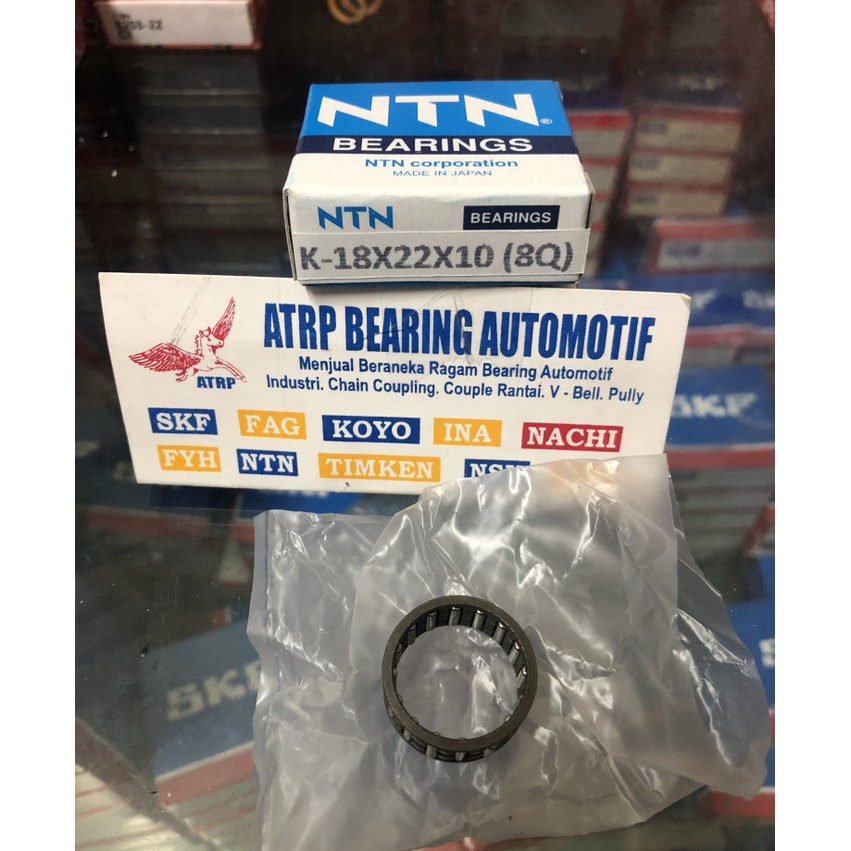 NTN®
BEARINGS
NTN corporation
MADE IN JAPAN
NTN BEARINGS
K-18X22X10 (8Q)
ATRP BEARING AUTOMOTIF
Menjual Beraneka Ragam Bearing Automotif
Industri. Chain Coupling. Couple Rantai. V - Bell. Pully
ATRP
SKF FAG KOYO INA NACHI
FYH NTN TIMKEN
SKF
SKF